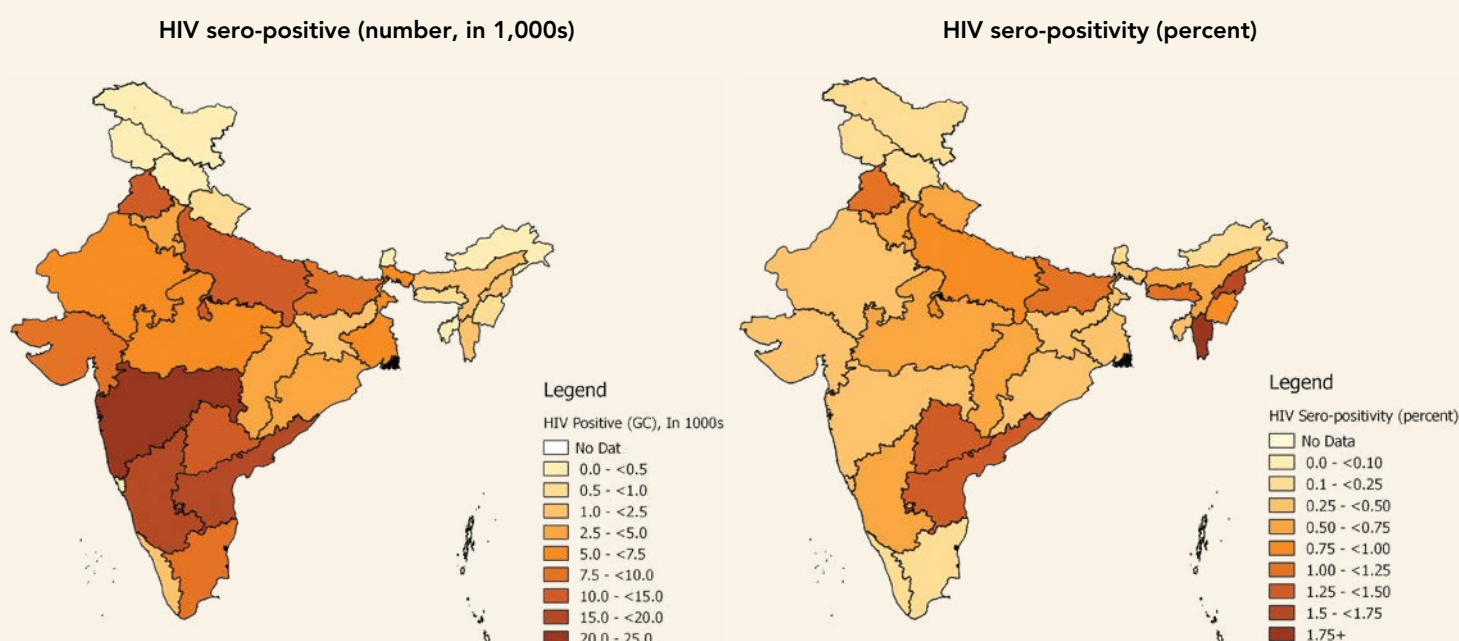 HIV sero-positive (number, in 1,000s)
HIV sero-positivity (percent)
Legend
HIV Positive (GC), In 1000s
No Dat
0.0 - <0.5
0.5 - <1.0
1.0 - <2.5
2.5 - <5.0
5.0 - <7.5
7.5 - <10.0
10.0 - <15.0
15.0 - <20.0
20.0 - 25.0
Legend
HIV Sero-positivity (percent)
No Data
0.0 - <0.10
0.1 - <0.25
0.25 - <0.50
0.50 - <0.75
0.75 - <1.00
1.00 - <1.25
1.25 - <1.50
1.5 - <1.75
1.75+